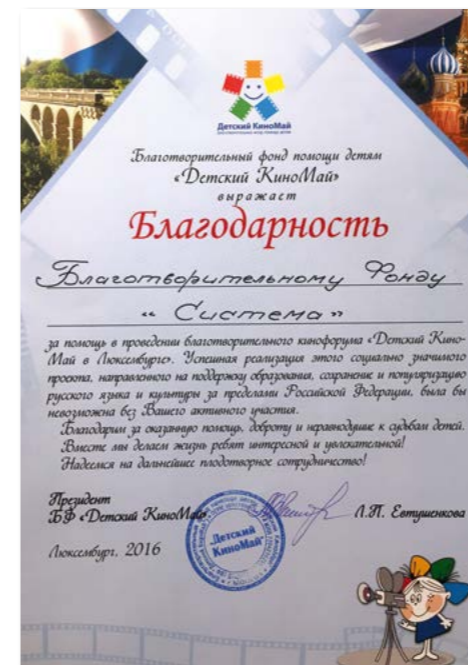 Детский КиноМай
Благотворительный фонд помощи детям
«Детский КиноМай»
выражает
Благодарность
Благотворительному Фонду
"Система"
за помощь в проведении благотворительного кинофорума «Детский Кино-
Май в Люксембурге». Успешная реализация этого социально значимого
проекта, направленного на поддержку образования, сохранение и популяризацию
русского языка и культуры за пределами Российской Федерации, была бы
невозможна без Вашего активного участия.
Благодарим за оказанную помощь, доброту и неравнодушие к судьбам детей.
Вместе мы делаем жизнь ребят интересной и увлекательной!
Надеемся на дальнейшее плодотворное сотрудничество!
Президент
БФ «Детский КиноМай» Л.П. Евтушенкова
"Детский
КиноМай"
Люксембург, 2016